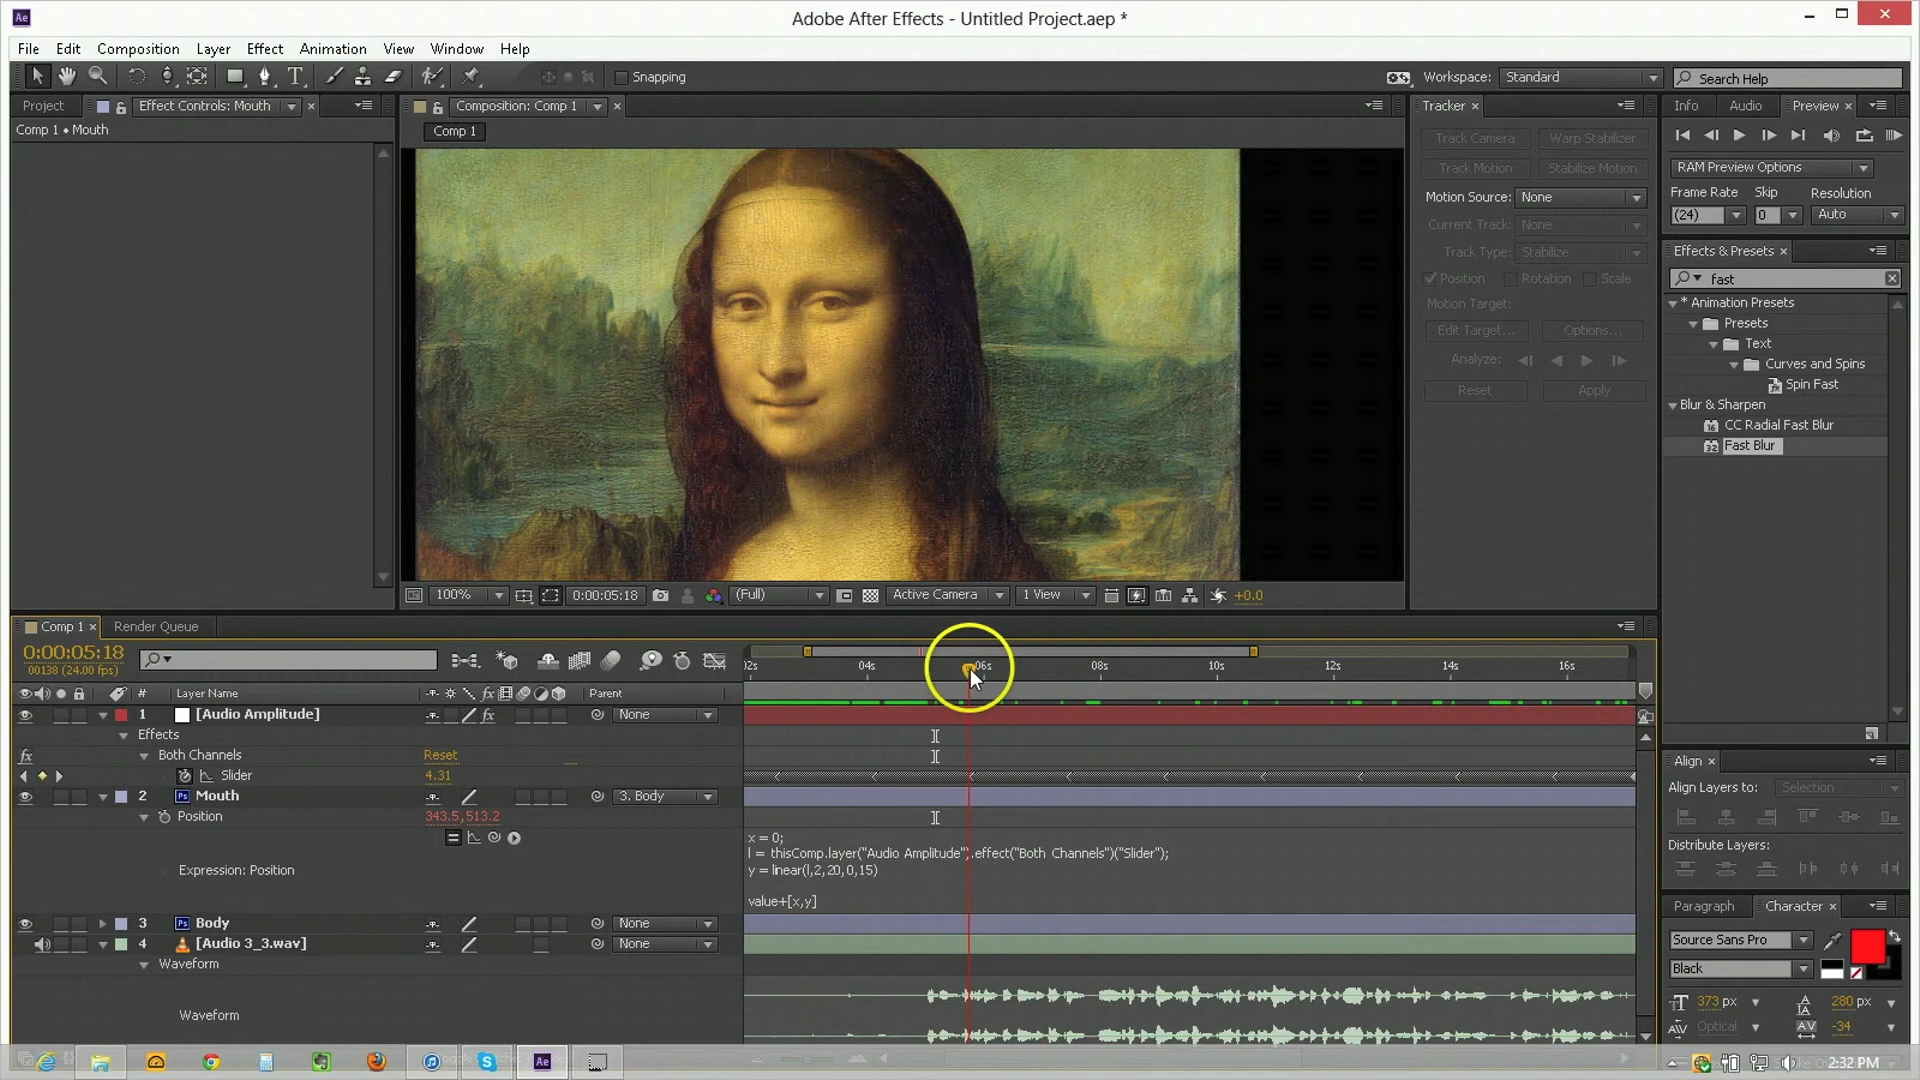 Ae
Adobe After Effects - Untitled Project.aep *
File Edit Composition Layer Effect Animation View Window Help
Snapping
Workspace: Standard
Search Help
Project
Effect Controls: Mouth
Composition: Comp 1
Tracker
Info Audio Preview
Comp 1 • Mouth
Comp 1
Track Camera Warp Stabilizer
Track Motion Stabilize Motion
Motion Source: None
Current Track: None
Track Type: Stabilize
Position Rotation Scale
Motion Target:
Edit Target... Options...
Analyze:
Reset Apply
RAM Preview Options
Frame Rate Skip Resolution
(24) 0 Auto
Effects & Presets
fast
* Animation Presets
Presets
Text
Curves and Spins
Spin Fast
Blur & Sharpen
CC Radial Fast Blur
Fast Blur
100% 0:00:05:18 (Full) Active Camera 1 View +0.0
Comp 1 Render Queue
0:00:05:18
00138 (24.00 fps)
02s 04s 06s 08s 10s 12s 14s 16s
# Layer Name fx Parent
1 [Audio Amplitude] fx None
Effects
fx Both Channels Reset
Slider 4.31
2 Ps Mouth 3. Body
Position 343.5,513.2
Expression: Position
x = 0;
l = thisComp.layer("Audio Amplitude").effect("Both Channels")("Slider");
y = linear(l,2,20,0,15)
value+[x,y]
3 Ps Body None
4 [Audio 3_3.wav] None
Waveform
Waveform
Align
Align Layers to: Selection
Distribute Layers:
Paragraph Character
Source Sans Pro
Black
373 px 280 px
Optical -34
Ae
2:32 PM